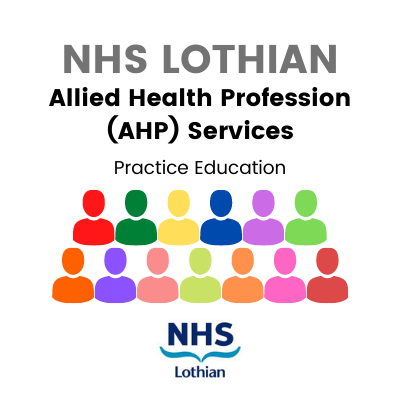 NHS LOTHIAN
Allied Health Profession
(AHP) Services
Practice Education
NHS
Lothian